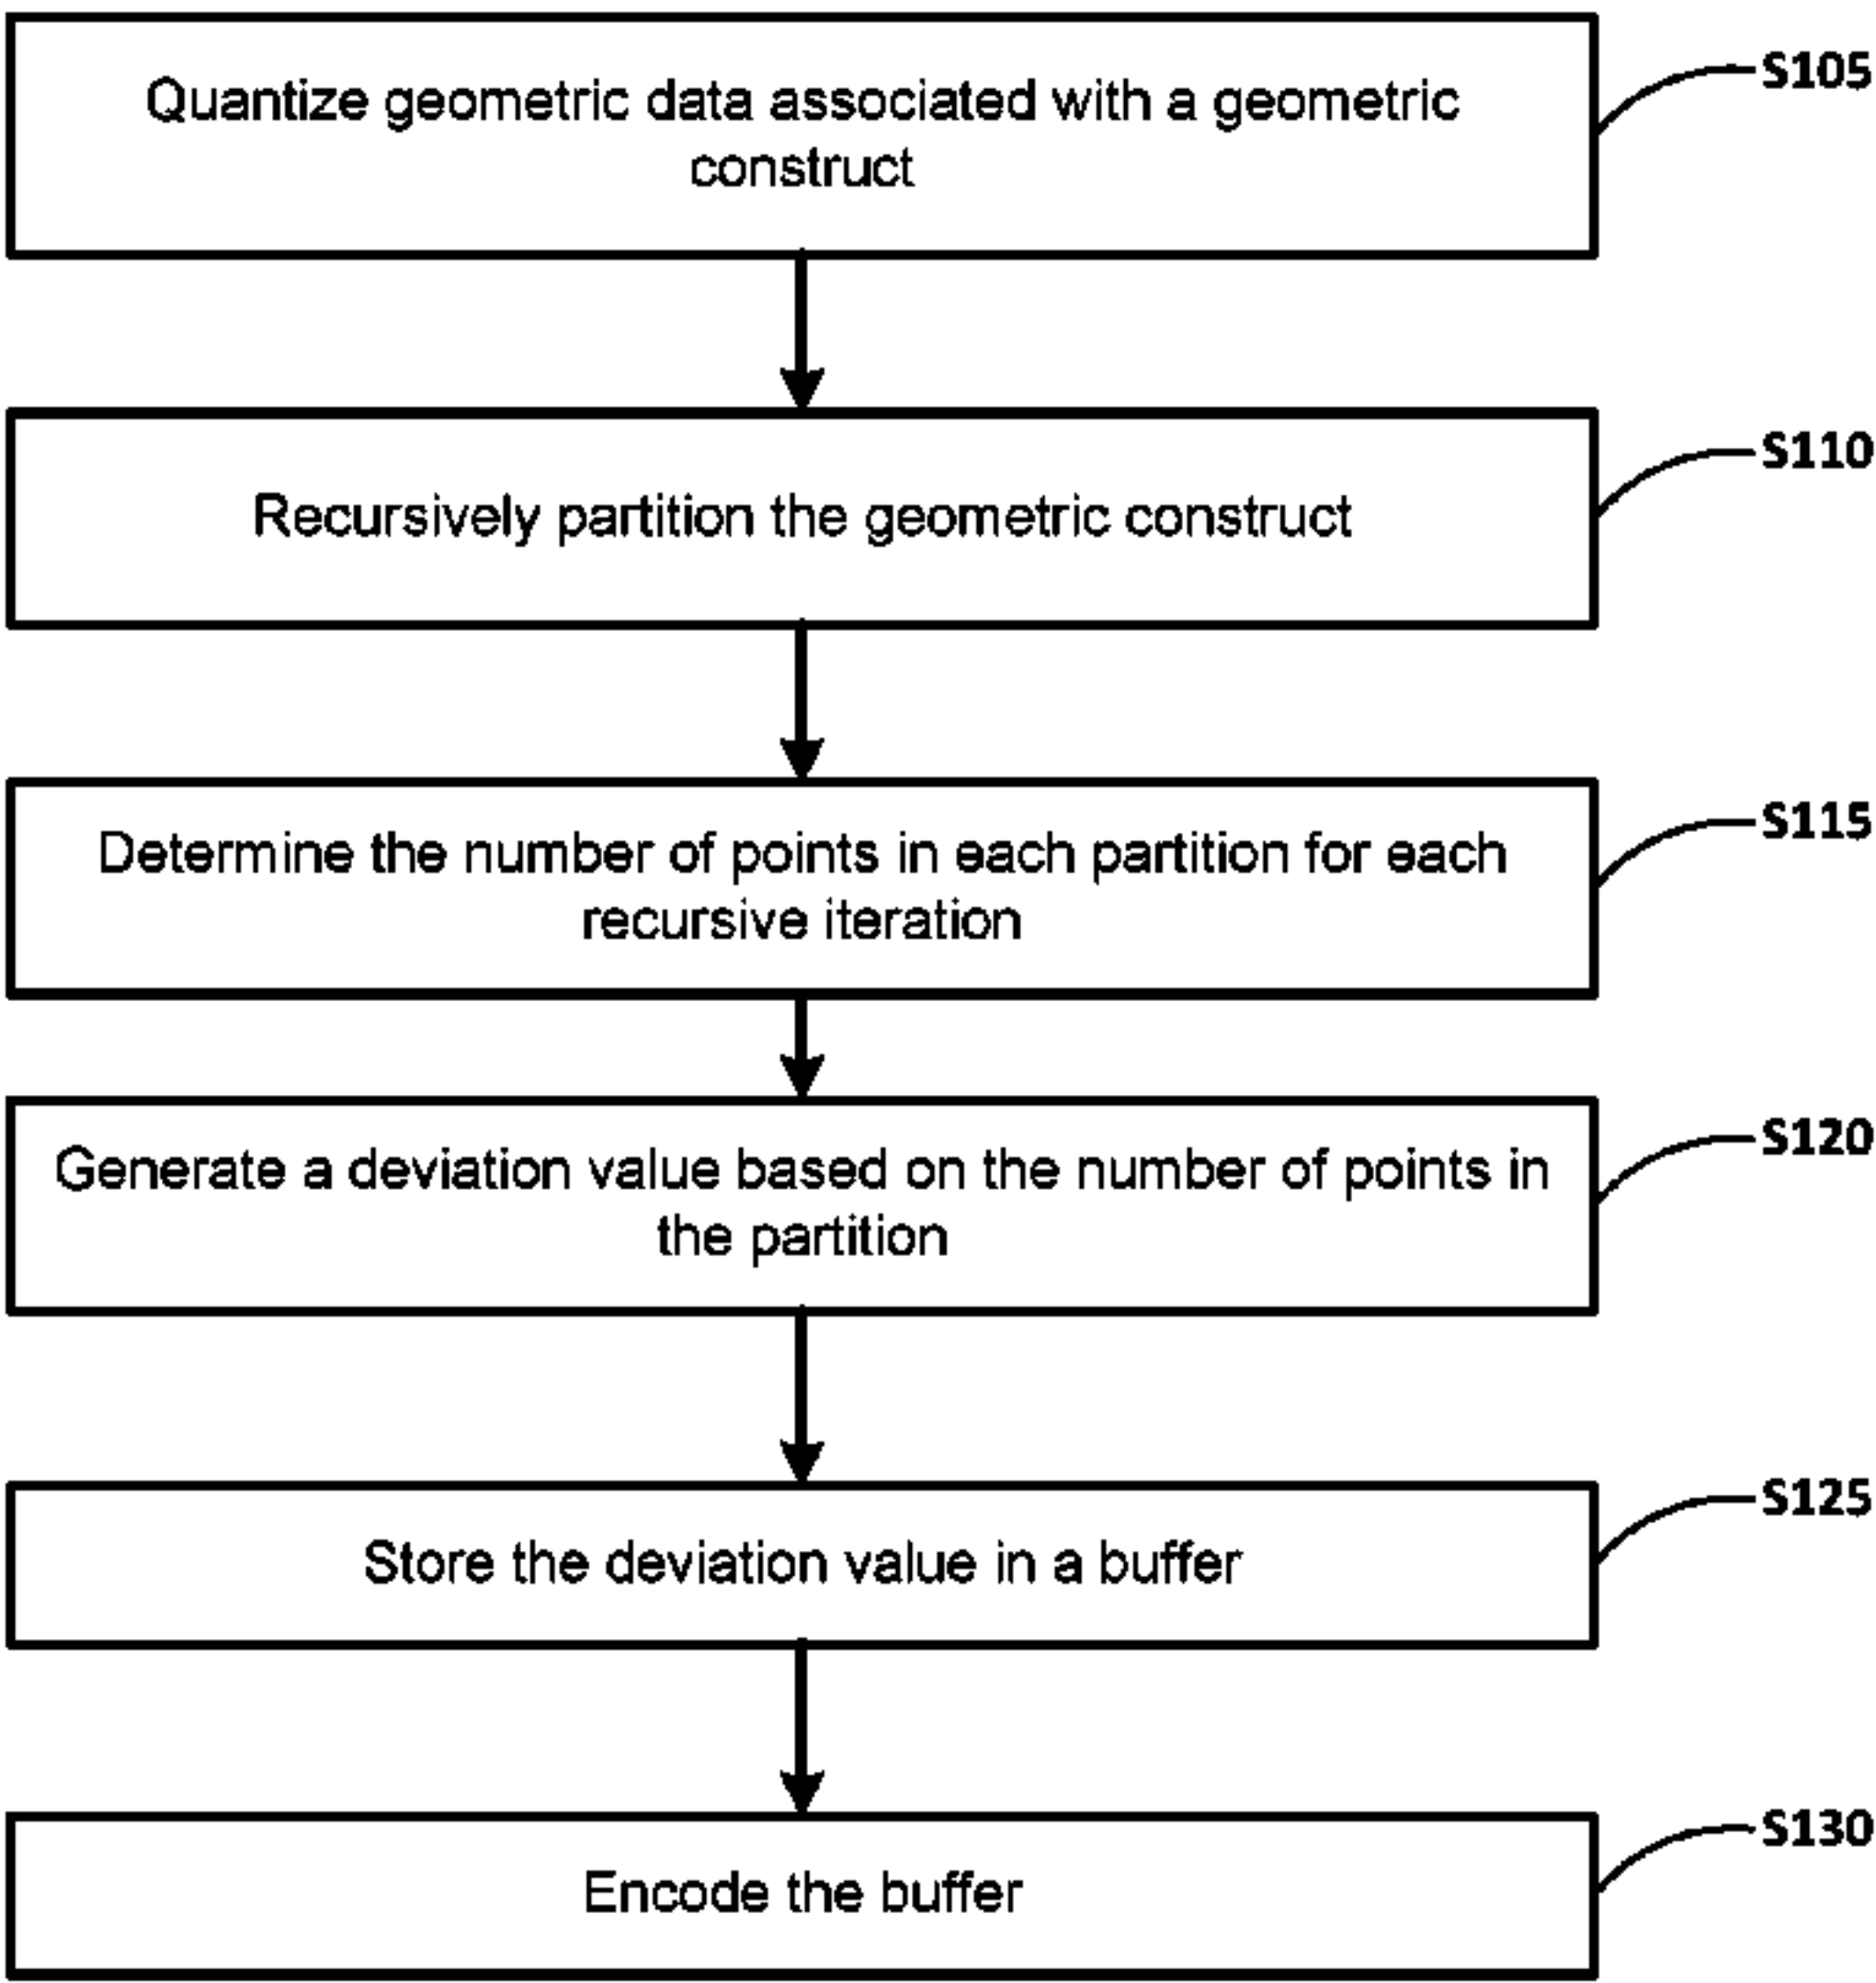 Quantize geometric data associated with a geometric
construct
S105
Recursively partition the geometric construct
S110
Determine the number of points in each partition for each
recursive iteration
S115
Generate a deviation value based on the number of points in
the partition
S120
Store the deviation value in a buffer
S125
Encode the buffer
S130